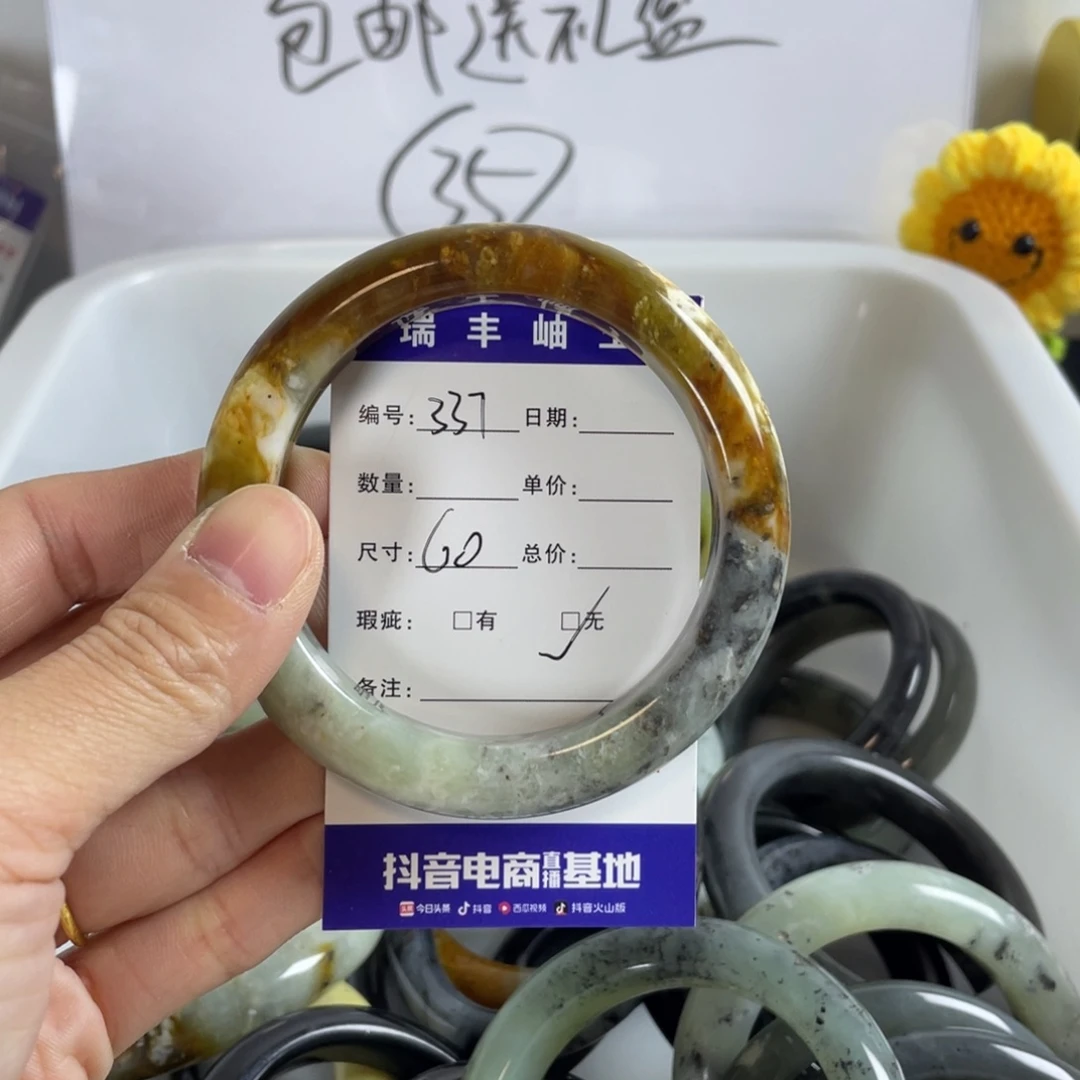 包邮送礼盒
35
瑞丰岫玉
编号: 337 日期:
数量: 单价:
尺寸: 60 总价:
瑕疵: □有 □无
备注:
抖音电商直播基地
今日头条 抖音 西瓜视频 抖音火山版